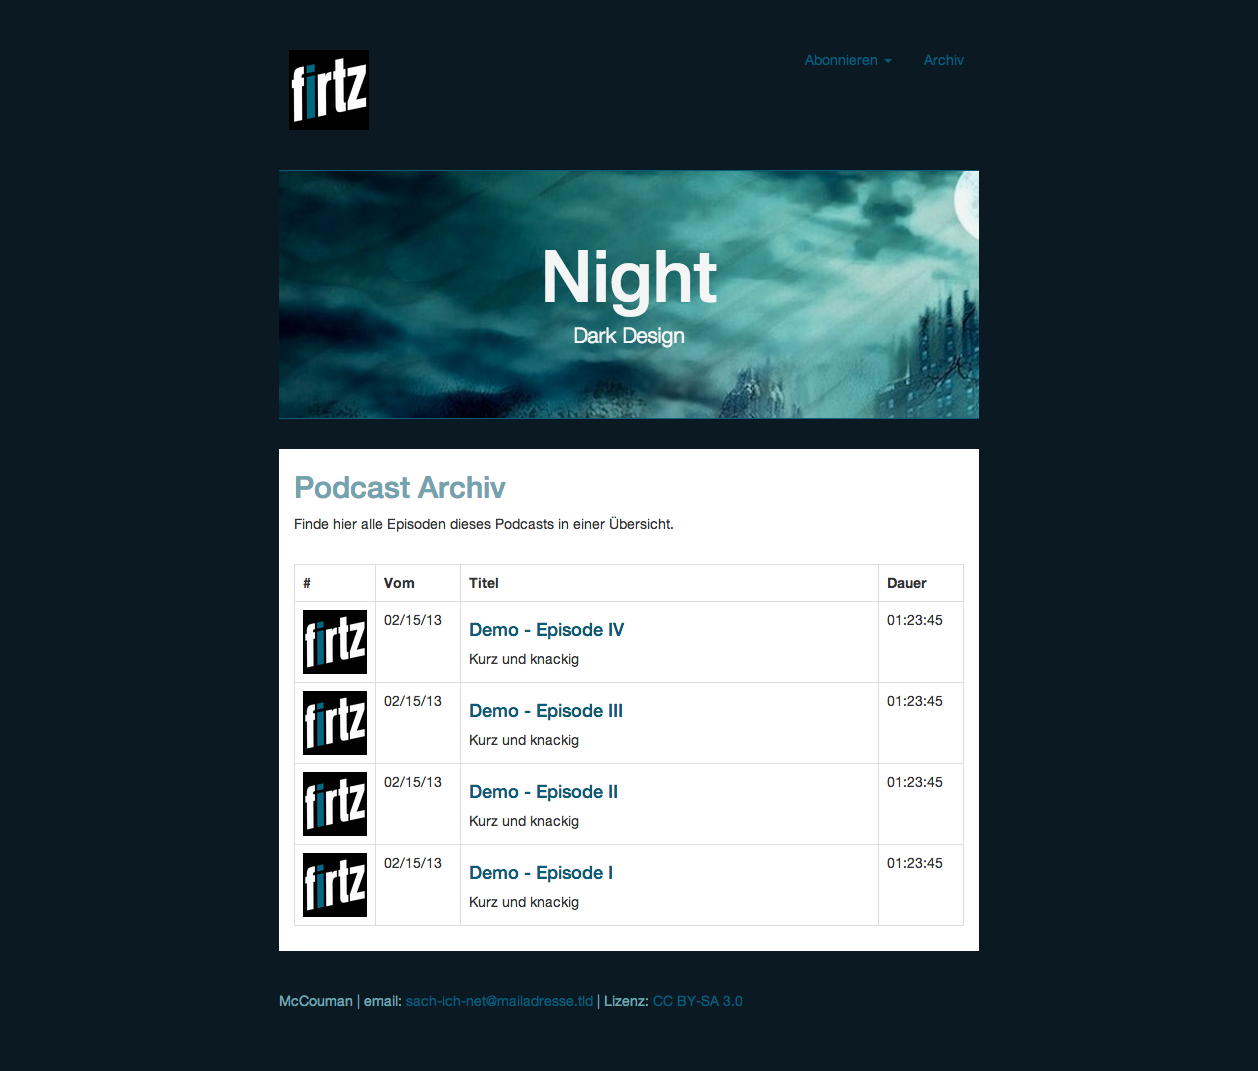 firtz
Abonnieren
Archiv
Night
Dark Design
Podcast Archiv
Finde hier alle Episoden dieses Podcasts in einer Übersicht.
# Vom Titel Dauer
firtz 02/15/13 Demo - Episode IV 01:23:45
Kurz und knackig
firtz 02/15/13 Demo - Episode III 01:23:45
Kurz und knackig
firtz 02/15/13 Demo - Episode II 01:23:45
Kurz und knackig
firtz 02/15/13 Demo - Episode I 01:23:45
Kurz und knackig
McCouman | email: sach-ich-net@mailadresse.tld | Lizenz: CC BY-SA 3.0